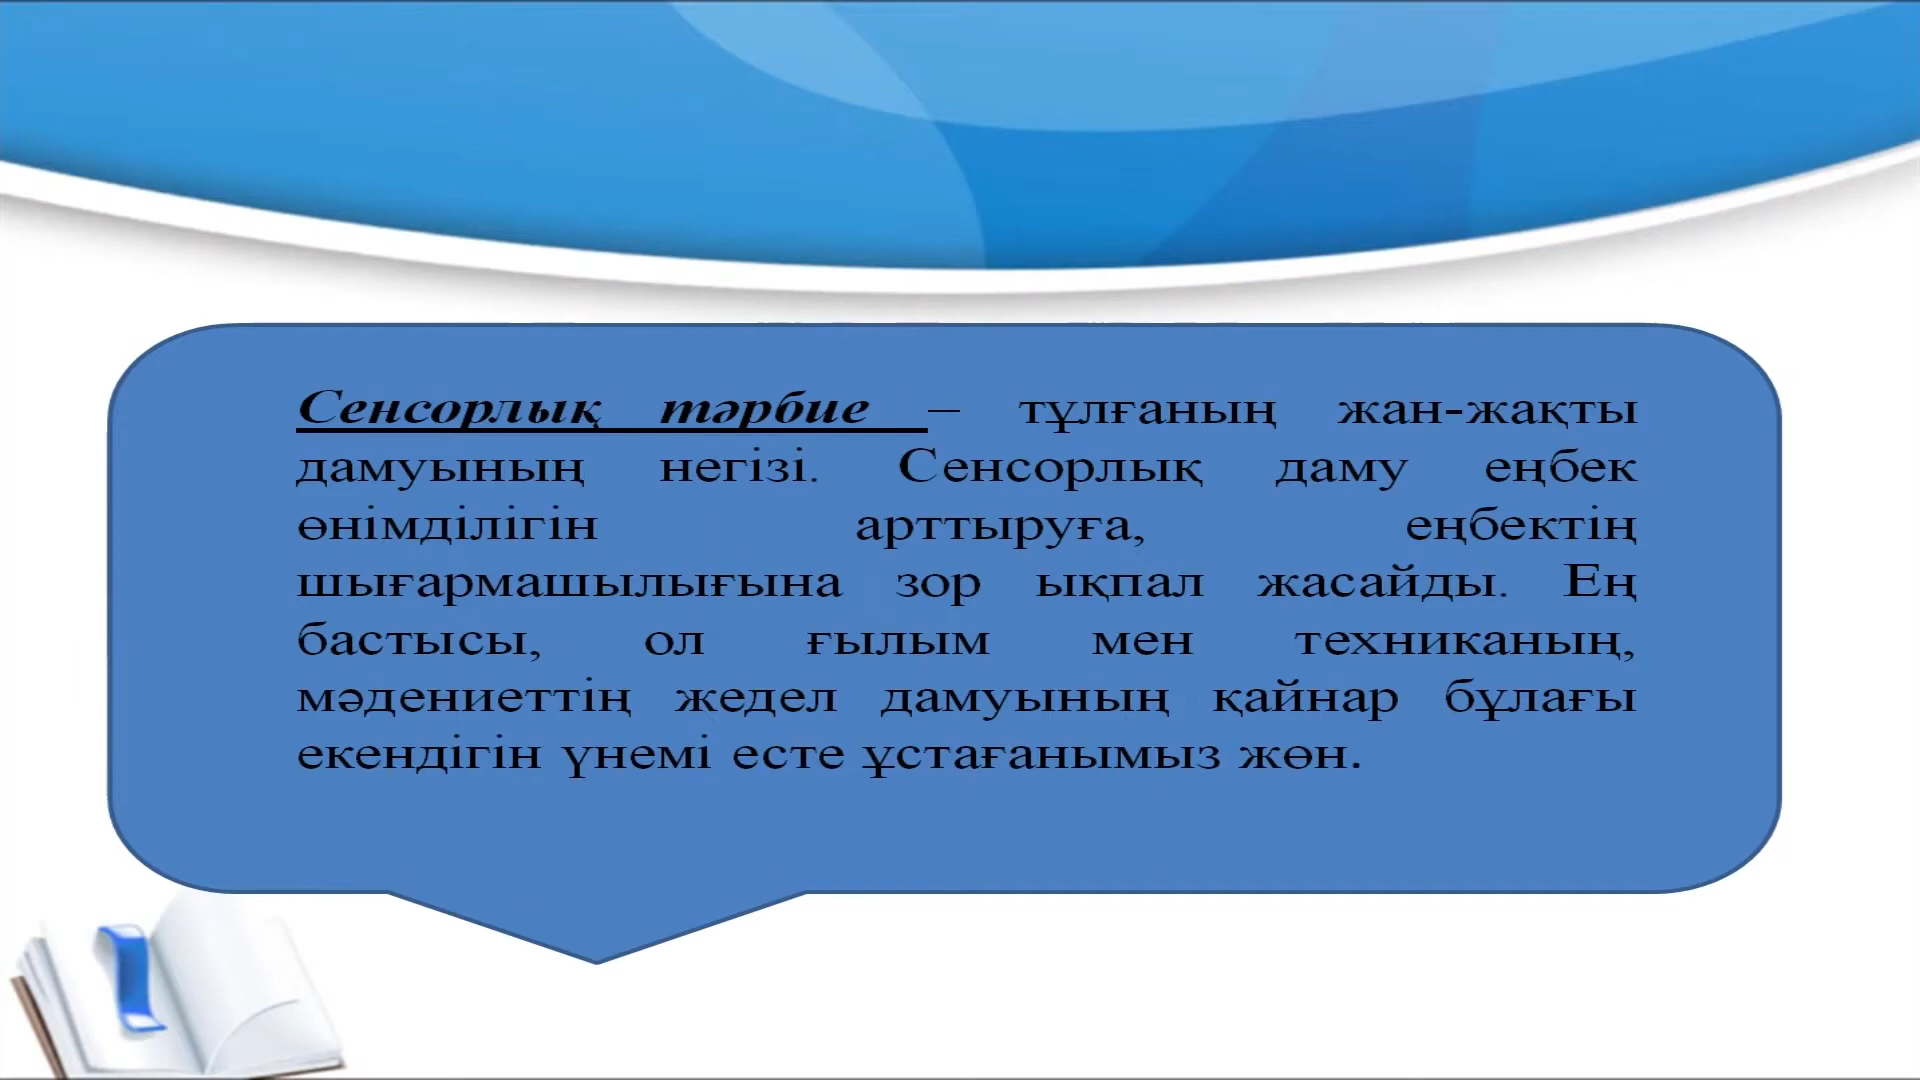 Сенсорлық тәрбие – тұлғаның жан-жақты
дамуының негізі. Сенсорлық даму еңбек
өнімділігін арттыруға, еңбектің
шығармашылығына зор ықпал жасайды. Ең
бастысы, ол ғылым мен техниканың,
мәдениеттің жедел дамуының қайнар бұлағы
екендігін үнемі есте ұстағанымыз жөн.